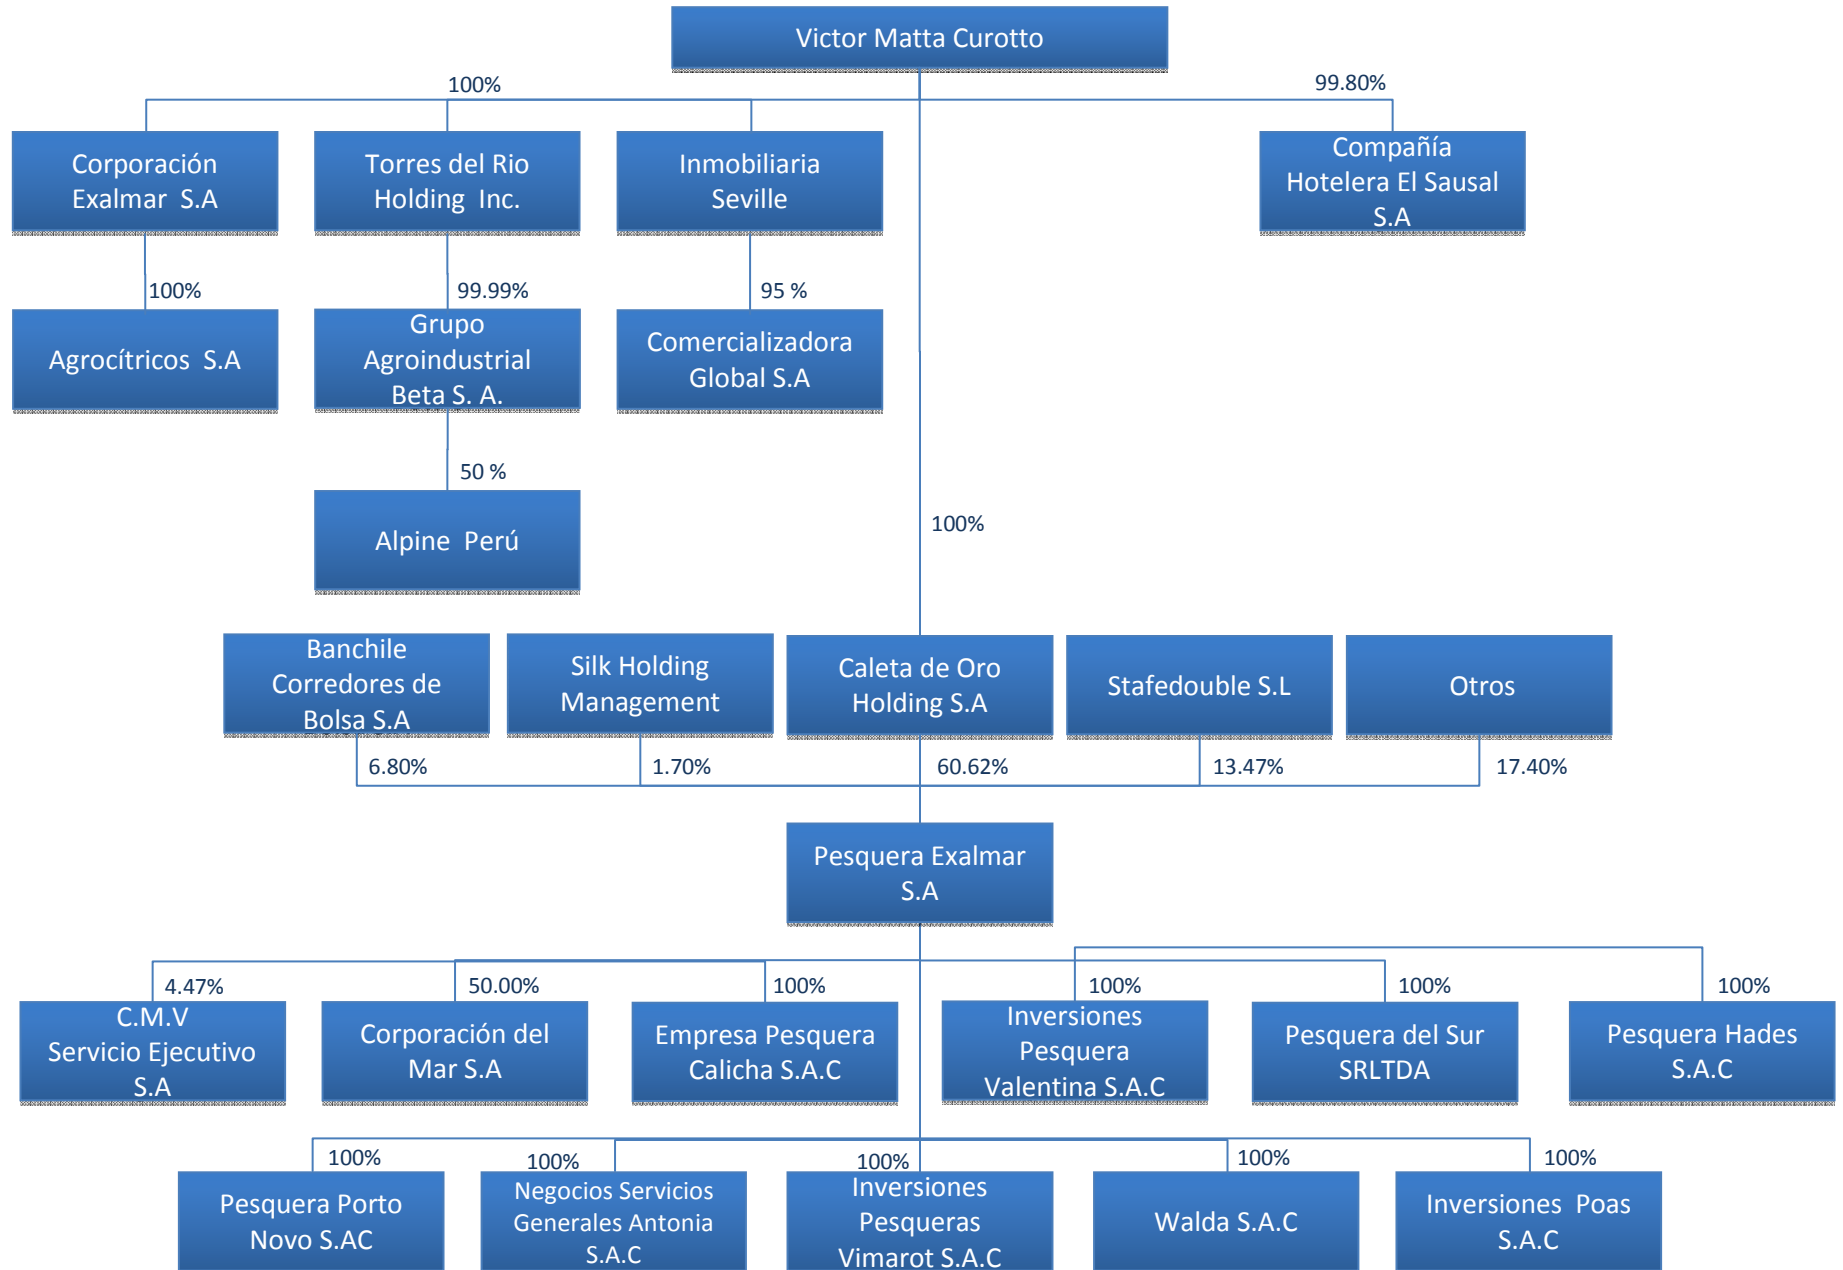 Victor Matta Curotto
100%
99.80%
Corporación
Exalmar S.A
Torres del Rio
Holding Inc.
Inmobiliaria
Seville
Compañía
Hotelera El Sausal
S.A
100%
99.99%
95 %
Agrocítricos S.A
Grupo
Agroindustrial
Beta S. A.
Comercializadora
Global S.A
50 %
Alpine Perú
100%
Banchile
Corredores de
Bolsa S.A
Silk Holding
Management
Caleta de Oro
Holding S.A
Stafedouble S.L
Otros
6.80%
1.70%
60.62%
13.47%
17.40%
Pesquera Exalmar
S.A
4.47%
50.00%
100%
100%
100%
100%
C.M.V
Servicio Ejecutivo
S.A
Corporación del
Mar S.A
Empresa Pesquera
Calicha S.A.C
Inversiones
Pesquera
Valentina S.A.C
Pesquera del Sur
SRLTDA
Pesquera Hades
S.A.C
100%
100%
100%
100%
100%
Pesquera Porto
Novo S.AC
Negocios Servicios
Generales Antonia
S.A.C
Inversiones
Pesqueras
Vimarot S.A.C
Walda S.A.C
Inversiones Poas
S.A.C